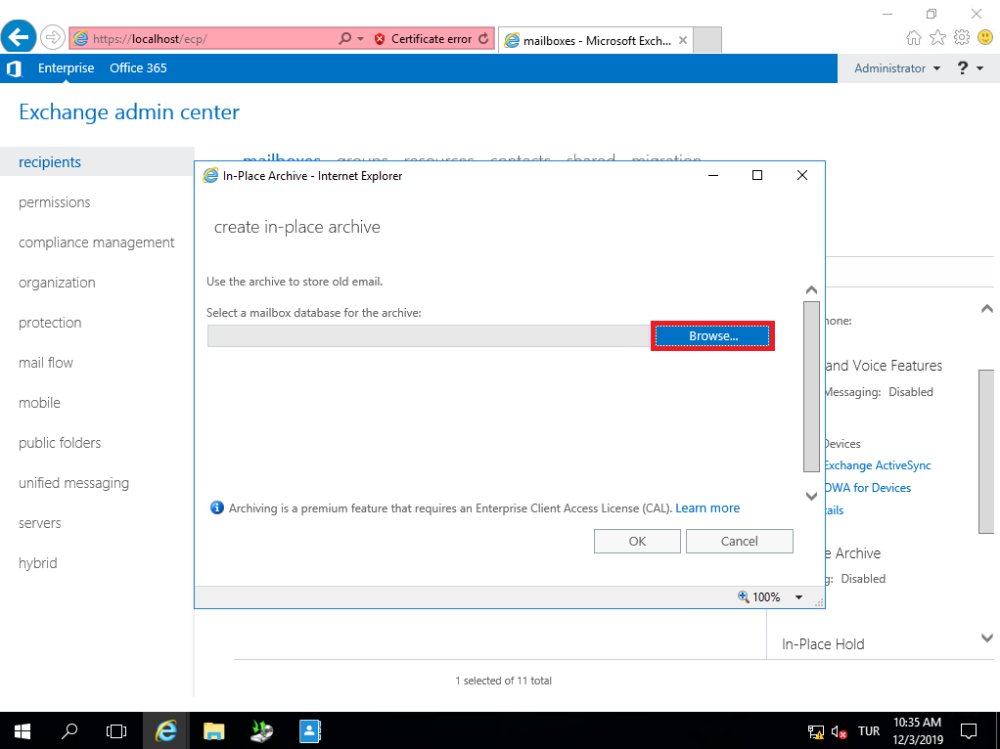 https://localhost/ecp/
Certificate error
mailboxes - Microsoft Exch...
Enterprise
Office 365
Administrator
?
Exchange admin center
recipients
permissions
compliance management
organization
protection
mail flow
mobile
public folders
unified messaging
servers
hybrid
mailboxes groups resources contacts shared migration
In-Place Archive - Internet Explorer
create in-place archive
Use the archive to store old email.
Select a mailbox database for the archive:
Browse...
Archiving is a premium feature that requires an Enterprise Client Access License (CAL). Learn more
OK
Cancel
100%
hone:
and Voice Features
Messaging: Disabled
Devices
Exchange ActiveSync
OWA for Devices
tails
e Archive
g: Disabled
In-Place Hold
1 selected of 11 total
TUR
10:35 AM
12/3/2019